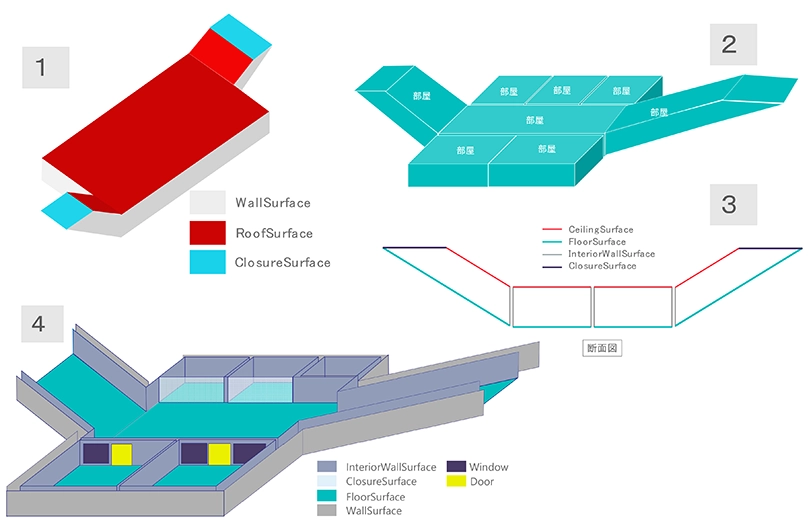 1
WallSurface
RoofSurface
ClosureSurface
2
部屋
部屋
部屋
部屋
部屋
部屋
部屋
部屋
3
CeilingSurface
FloorSurface
InteriorWallSurface
ClosureSurface
断面図
4
InteriorWallSurface
ClosureSurface
FloorSurface
WallSurface
Window
Door